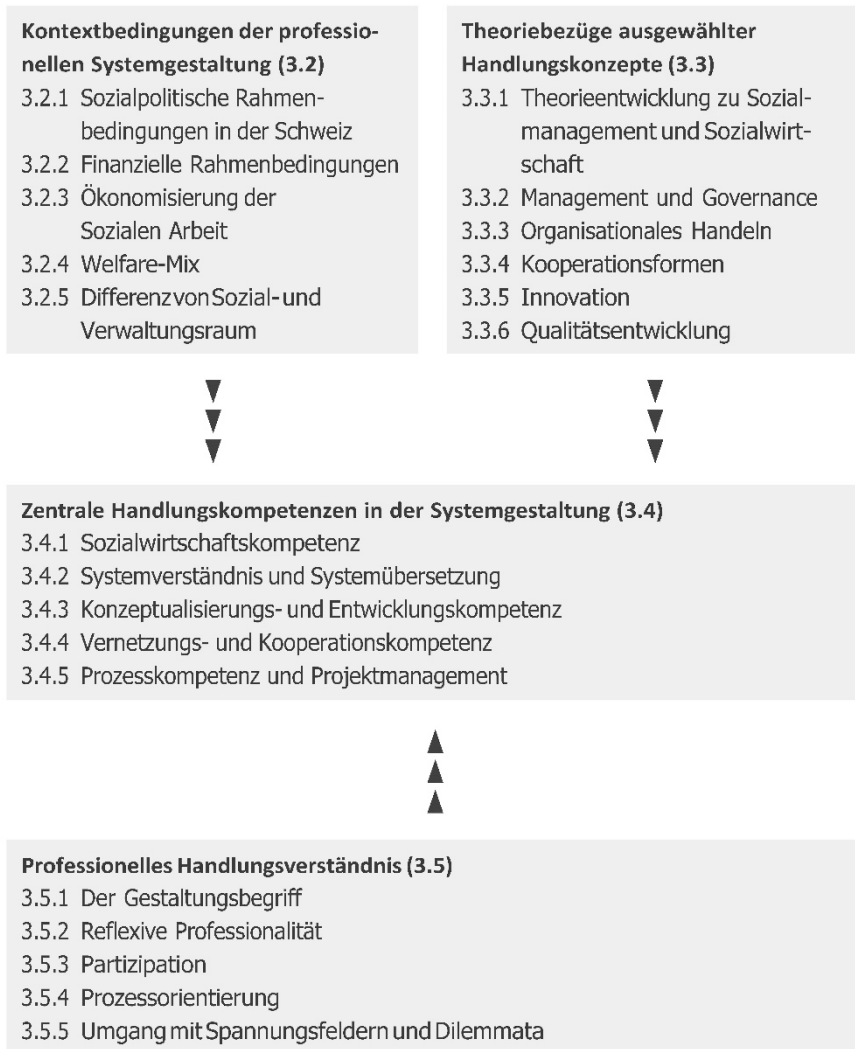 Kontextbedingungen der professio-
nellen Systemgestaltung (3.2)
3.2.1 Sozialpolitische Rahmen-
bedingungen in der Schweiz
3.2.2 Finanzielle Rahmenbedingungen
3.2.3 Ökonomisierung der
Sozialen Arbeit
3.2.4 Welfare-Mix
3.2.5 Differenz von Sozial- und
Verwaltungsraum
Theoriebezüge ausgewählter
Handlungskonzepte (3.3)
3.3.1 Theorieentwicklung zu Sozial-
management und Sozialwirt-
schaft
3.3.2 Management und Governance
3.3.3 Organisationales Handeln
3.3.4 Kooperationsformen
3.3.5 Innovation
3.3.6 Qualitätsentwicklung
Zentrale Handlungskompetenzen in der Systemgestaltung (3.4)
3.4.1 Sozialwirtschaftskompetenz
3.4.2 Systemverständnis und Systemübersetzung
3.4.3 Konzeptualisierungs- und Entwicklungskompetenz
3.4.4 Vernetzungs- und Kooperationskompetenz
3.4.5 Prozesskompetenz und Projektmanagement
Professionelles Handlungsverständnis (3.5)
3.5.1 Der Gestaltungsbegriff
3.5.2 Reflexive Professionalität
3.5.3 Partizipation
3.5.4 Prozessorientierung
3.5.5 Umgang mit Spannungsfeldern und Dilemmata